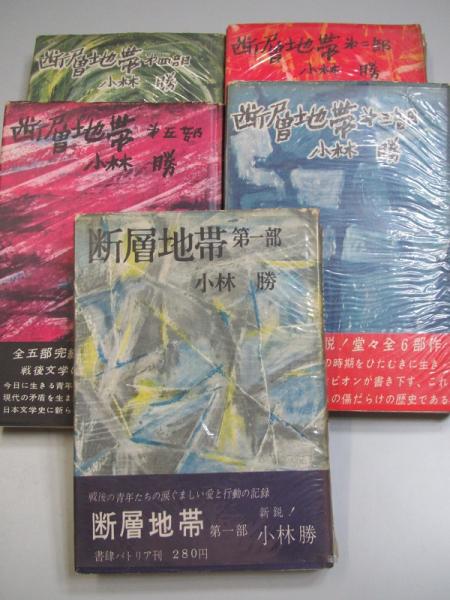 断層地帯 第四部
小林 勝
断層地帯 第二部
小林 勝
断層地帯 第五部
小林 勝
全五部完
戦後文学
今日に生きる青年
現代の矛盾を生
日本文学史に新
断層地帯 第三部
小林 勝
説！堂々全6部作
の時期をひたむきに生き
ピオンが書き下す、これ
の傷だらけの歴史である
断層地帯 第一部
小林 勝
戦後の青年たちの涙ぐましい愛と行動の記録
断層地帯 第一部
新鋭！
小林勝
書肆パトリア刊 280円